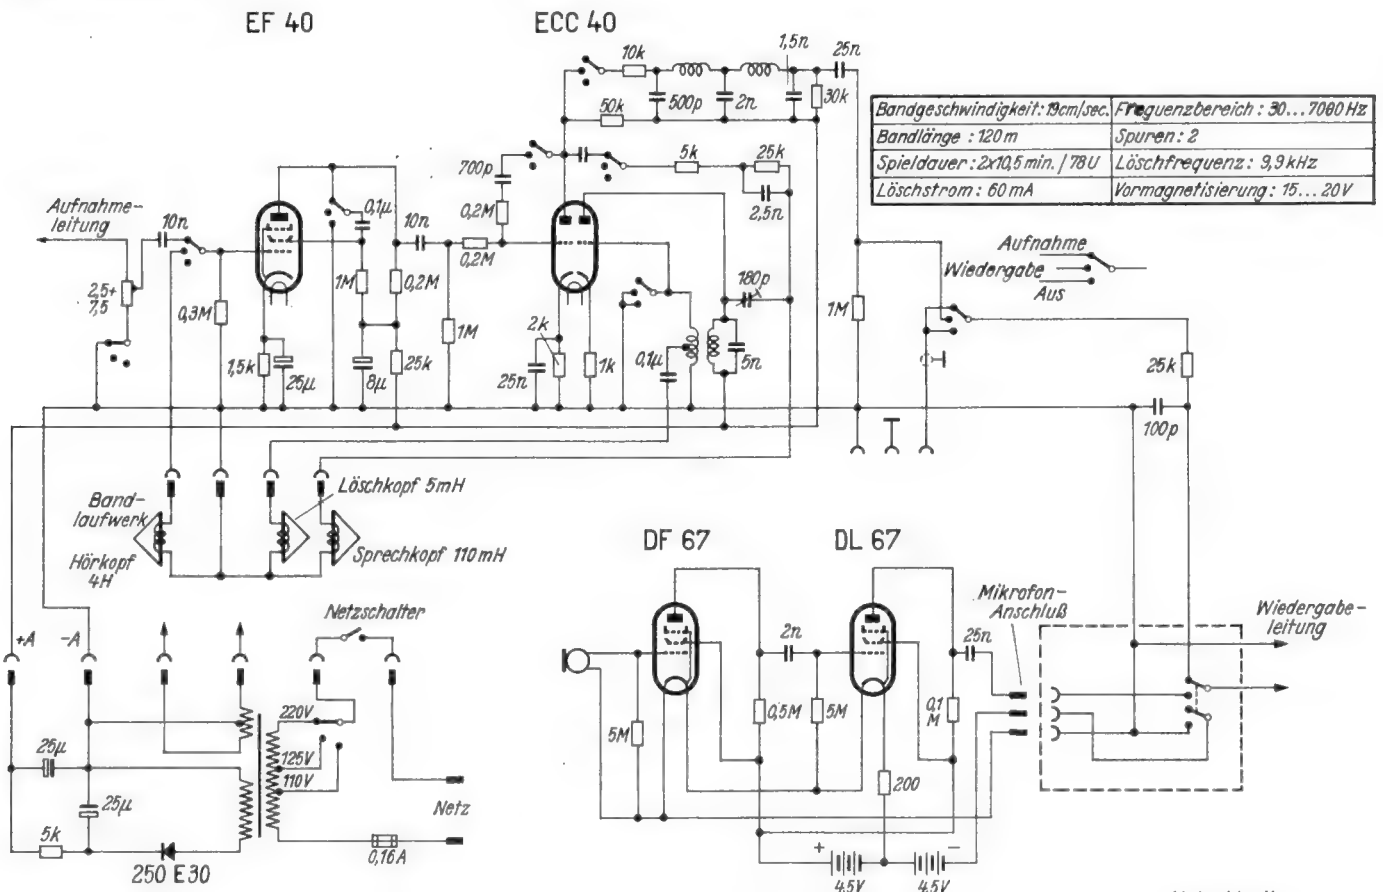 EF 40
ECC 40
10k
1,5n
25n
500p
2n
30k
50k
Bandgeschwindigkeit: 19cm/sec. Frequenzbereich: 30...7000 Hz
Bandlänge: 120 m Spuren: 2
Spieldauer: 2x10,5 min. / 78U Löschfrequenz: 9,9 kHz
Löschstrom: 60 mA Vormagnetisierung: 15...20V
700p
5k
25k
2,5n
Aufnahme-
leitung
10n
0,1µ
10n
0,2M
0,2M
Aufnahme
Wiedergabe
Aus
2,5+
7,5
0,3M
1M
0,2M
1M
180p
1M
1,5k
25µ
8µ
25k
2k
25n
1k
0,1µ
5n
25k
100p
Band-
laufwerk
Löschkopf 5mH
Hörkopf
4H
Sprechkopf 110mH
DF 67
DL 67
Mikrofon-
Anschluß
Wiedergabe-
leitung
+A
-A
Netzschalter
2n
25n
220V
125V
110V
5M
0,5M
5M
0,1
M
25µ
25µ
200
Netz
5k
0,16A
250 E30
+
−
4,5V
4,5V